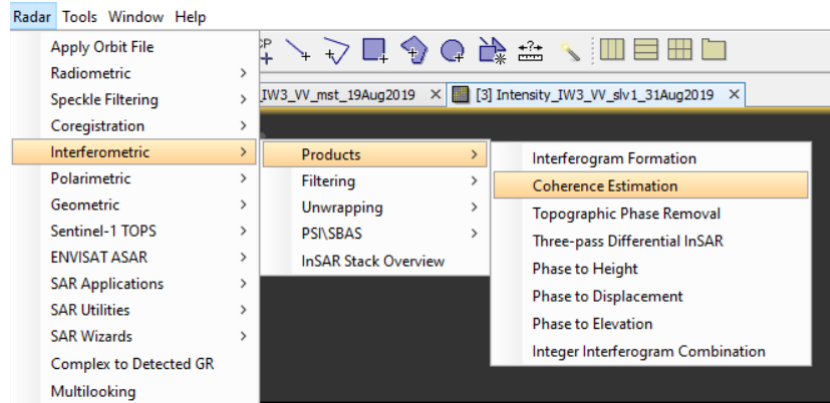 Radar Tools Window Help
Apply Orbit File
Radiometric >
Speckle Filtering >
Coregistration >
Interferometric >
Polarimetric >
Geometric >
Sentinel-1 TOPS >
ENVISAT ASAR >
SAR Applications >
SAR Utilities >
SAR Wizards >
Complex to Detected GR
Multilooking
_IW3_VV_mst_19Aug2019 × [3] Intensity_IW3_VV_slv1_31Aug2019 ×
Products >
Filtering >
Unwrapping >
PSI\SBAS >
InSAR Stack Overview
Interferogram Formation
Coherence Estimation
Topographic Phase Removal
Three-pass Differential InSAR
Phase to Height
Phase to Displacement
Phase to Elevation
Integer Interferogram Combination